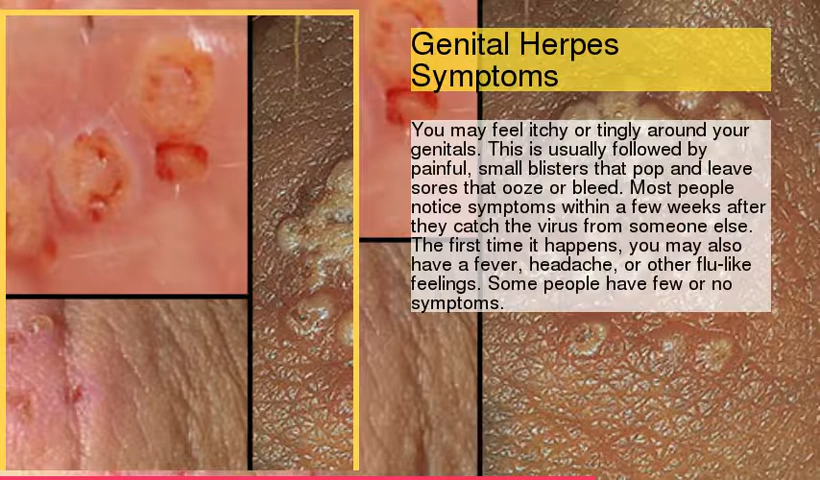 Genital Herpes
Symptoms
You may feel itchy or tingly around your
genitals. This is usually followed by
painful, small blisters that pop and leave
sores that ooze or bleed. Most people
notice symptoms within a few weeks after
they catch the virus from someone else.
The first time it happens, you may also
have a fever, headache, or other flu-like
feelings. Some people have few or no
symptoms.